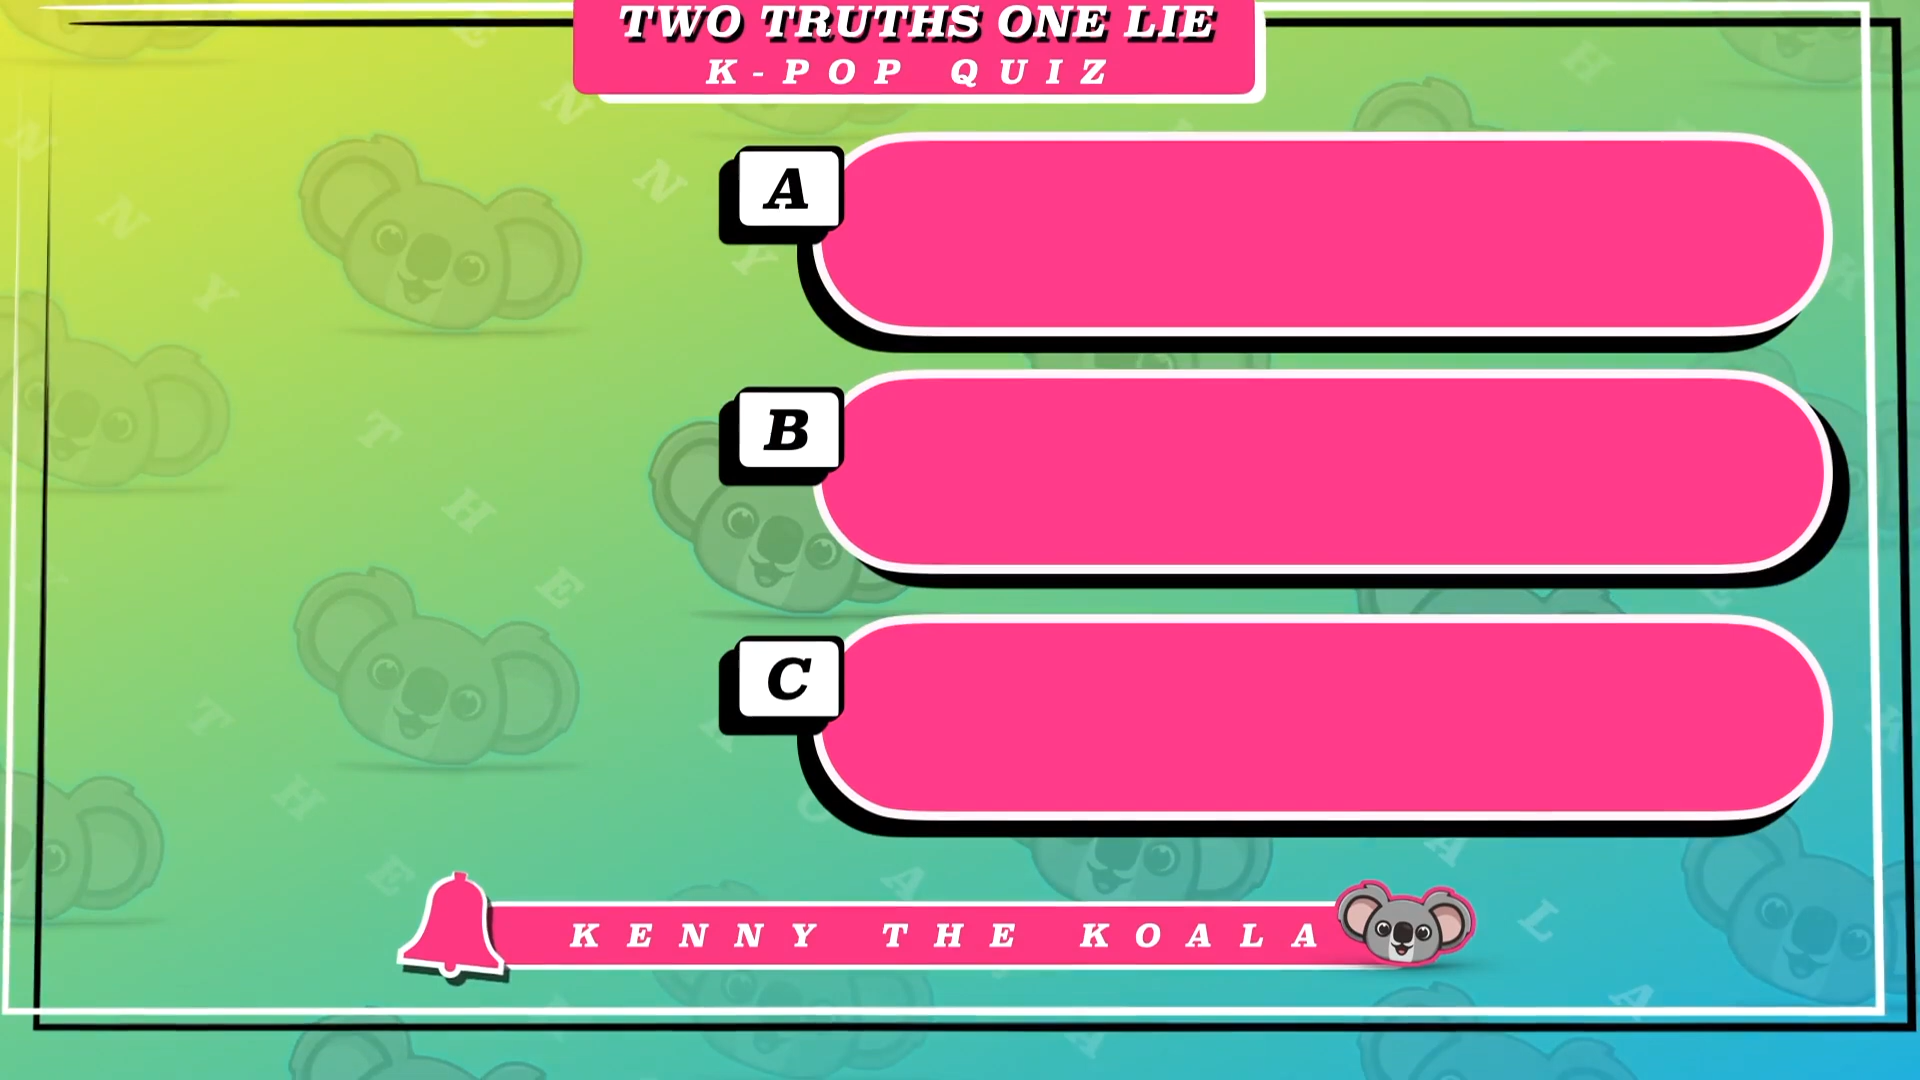 TWO TRUTHS ONE LIE
K-POP QUIZ
A
B
C
KENNY THE KOALA